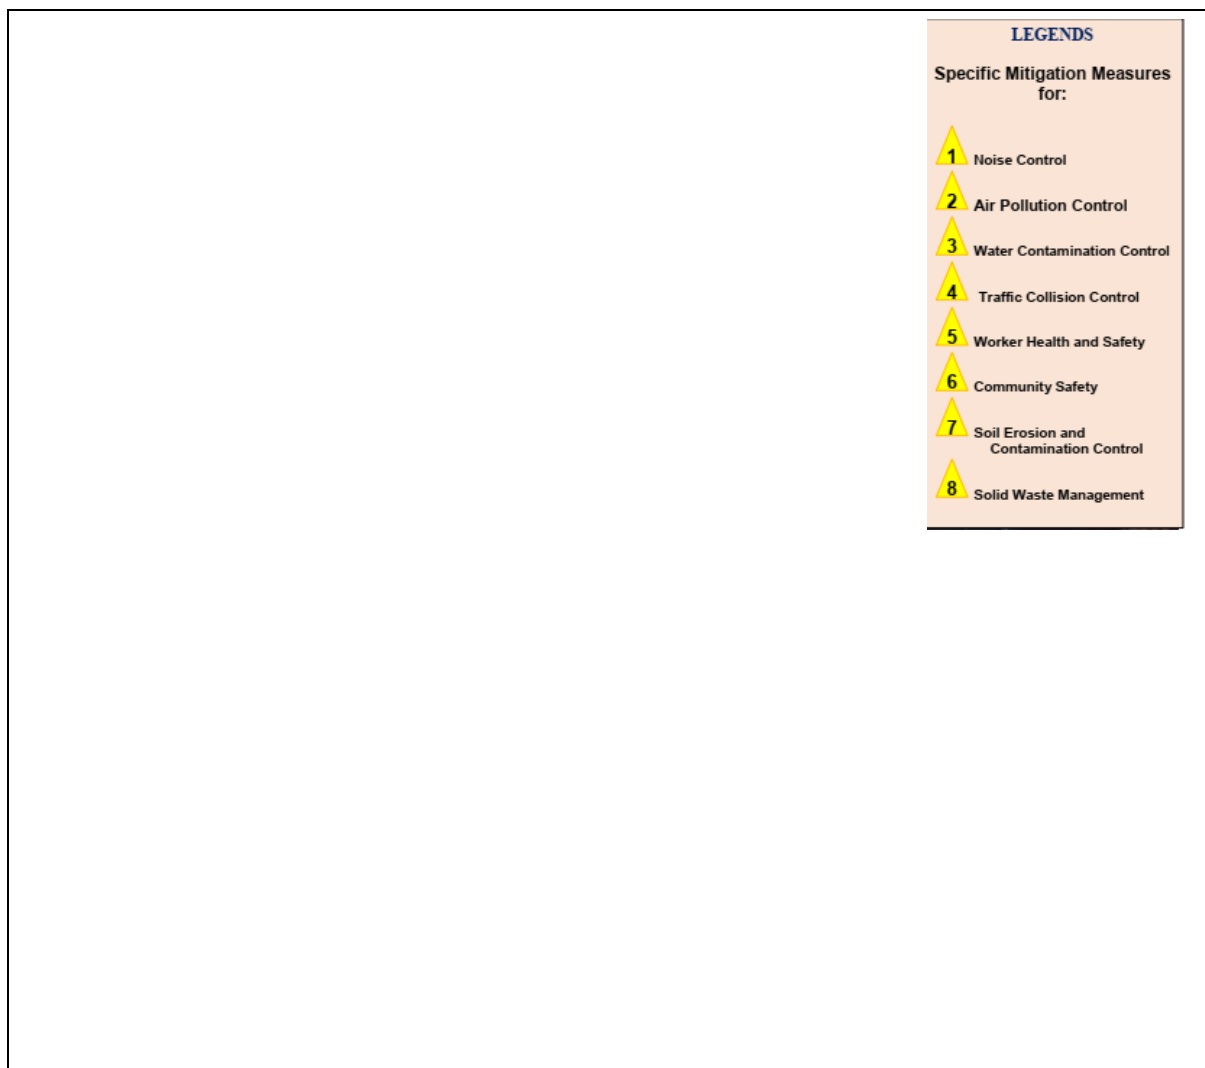 LEGENDS
Specific Mitigation Measures
for:
1 Noise Control
2 Air Pollution Control
3 Water Contamination Control
4 Traffic Collision Control
5 Worker Health and Safety
6 Community Safety
7 Soil Erosion and
Contamination Control
8 Solid Waste Management